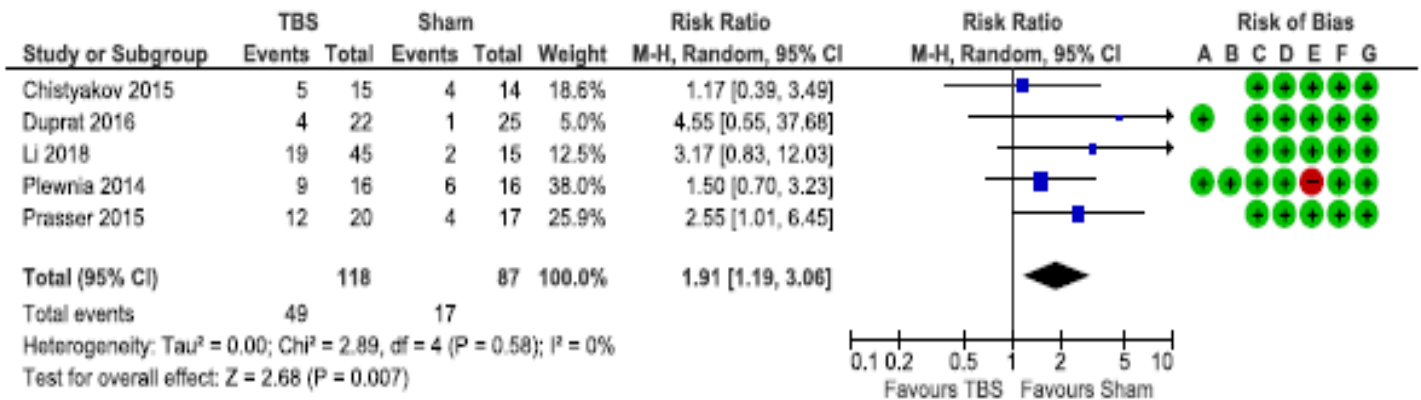 TBS Sham Risk Ratio Risk Ratio Risk of Bias
Study or Subgroup Events Total Events Total Weight M-H, Random, 95% CI M-H, Random, 95% CI A B C D E F G
Chistyakov 2015 5 15 4 14 18.6% 1.17 [0.39, 3.49] + + + + +
Duprat 2016 4 22 1 25 5.0% 4.55 [0.55, 37.68] + + + + + +
Li 2018 19 45 2 15 12.5% 3.17 [0.83, 12.03] + + + + +
Plewnia 2014 9 16 6 16 38.0% 1.50 [0.70, 3.23] + + + + − + +
Prasser 2015 12 20 4 17 25.9% 2.55 [1.01, 6.45] + + + + +
Total (95% CI) 118 87 100.0% 1.91 [1.19, 3.06]
Total events 49 17
Heterogeneity: Tau² = 0.00; Chi² = 2.89, df = 4 (P = 0.58); I² = 0%
Test for overall effect: Z = 2.68 (P = 0.007)
0.1 0.2 0.5 1 2 5 10
Favours TBS Favours Sham